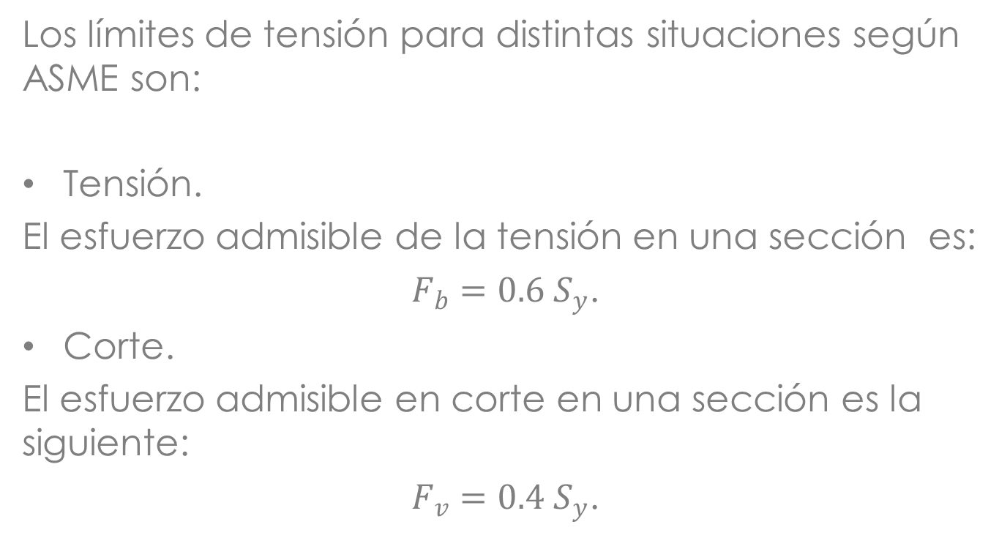 Los límites de tensión para distintas situaciones según
ASME son:
• Tensión.
El esfuerzo admisible de la tensión en una sección  es:
F_b = 0.6 S_y.
• Corte.
El esfuerzo admisible en corte en una sección es la
siguiente:
F_v = 0.4 S_y.